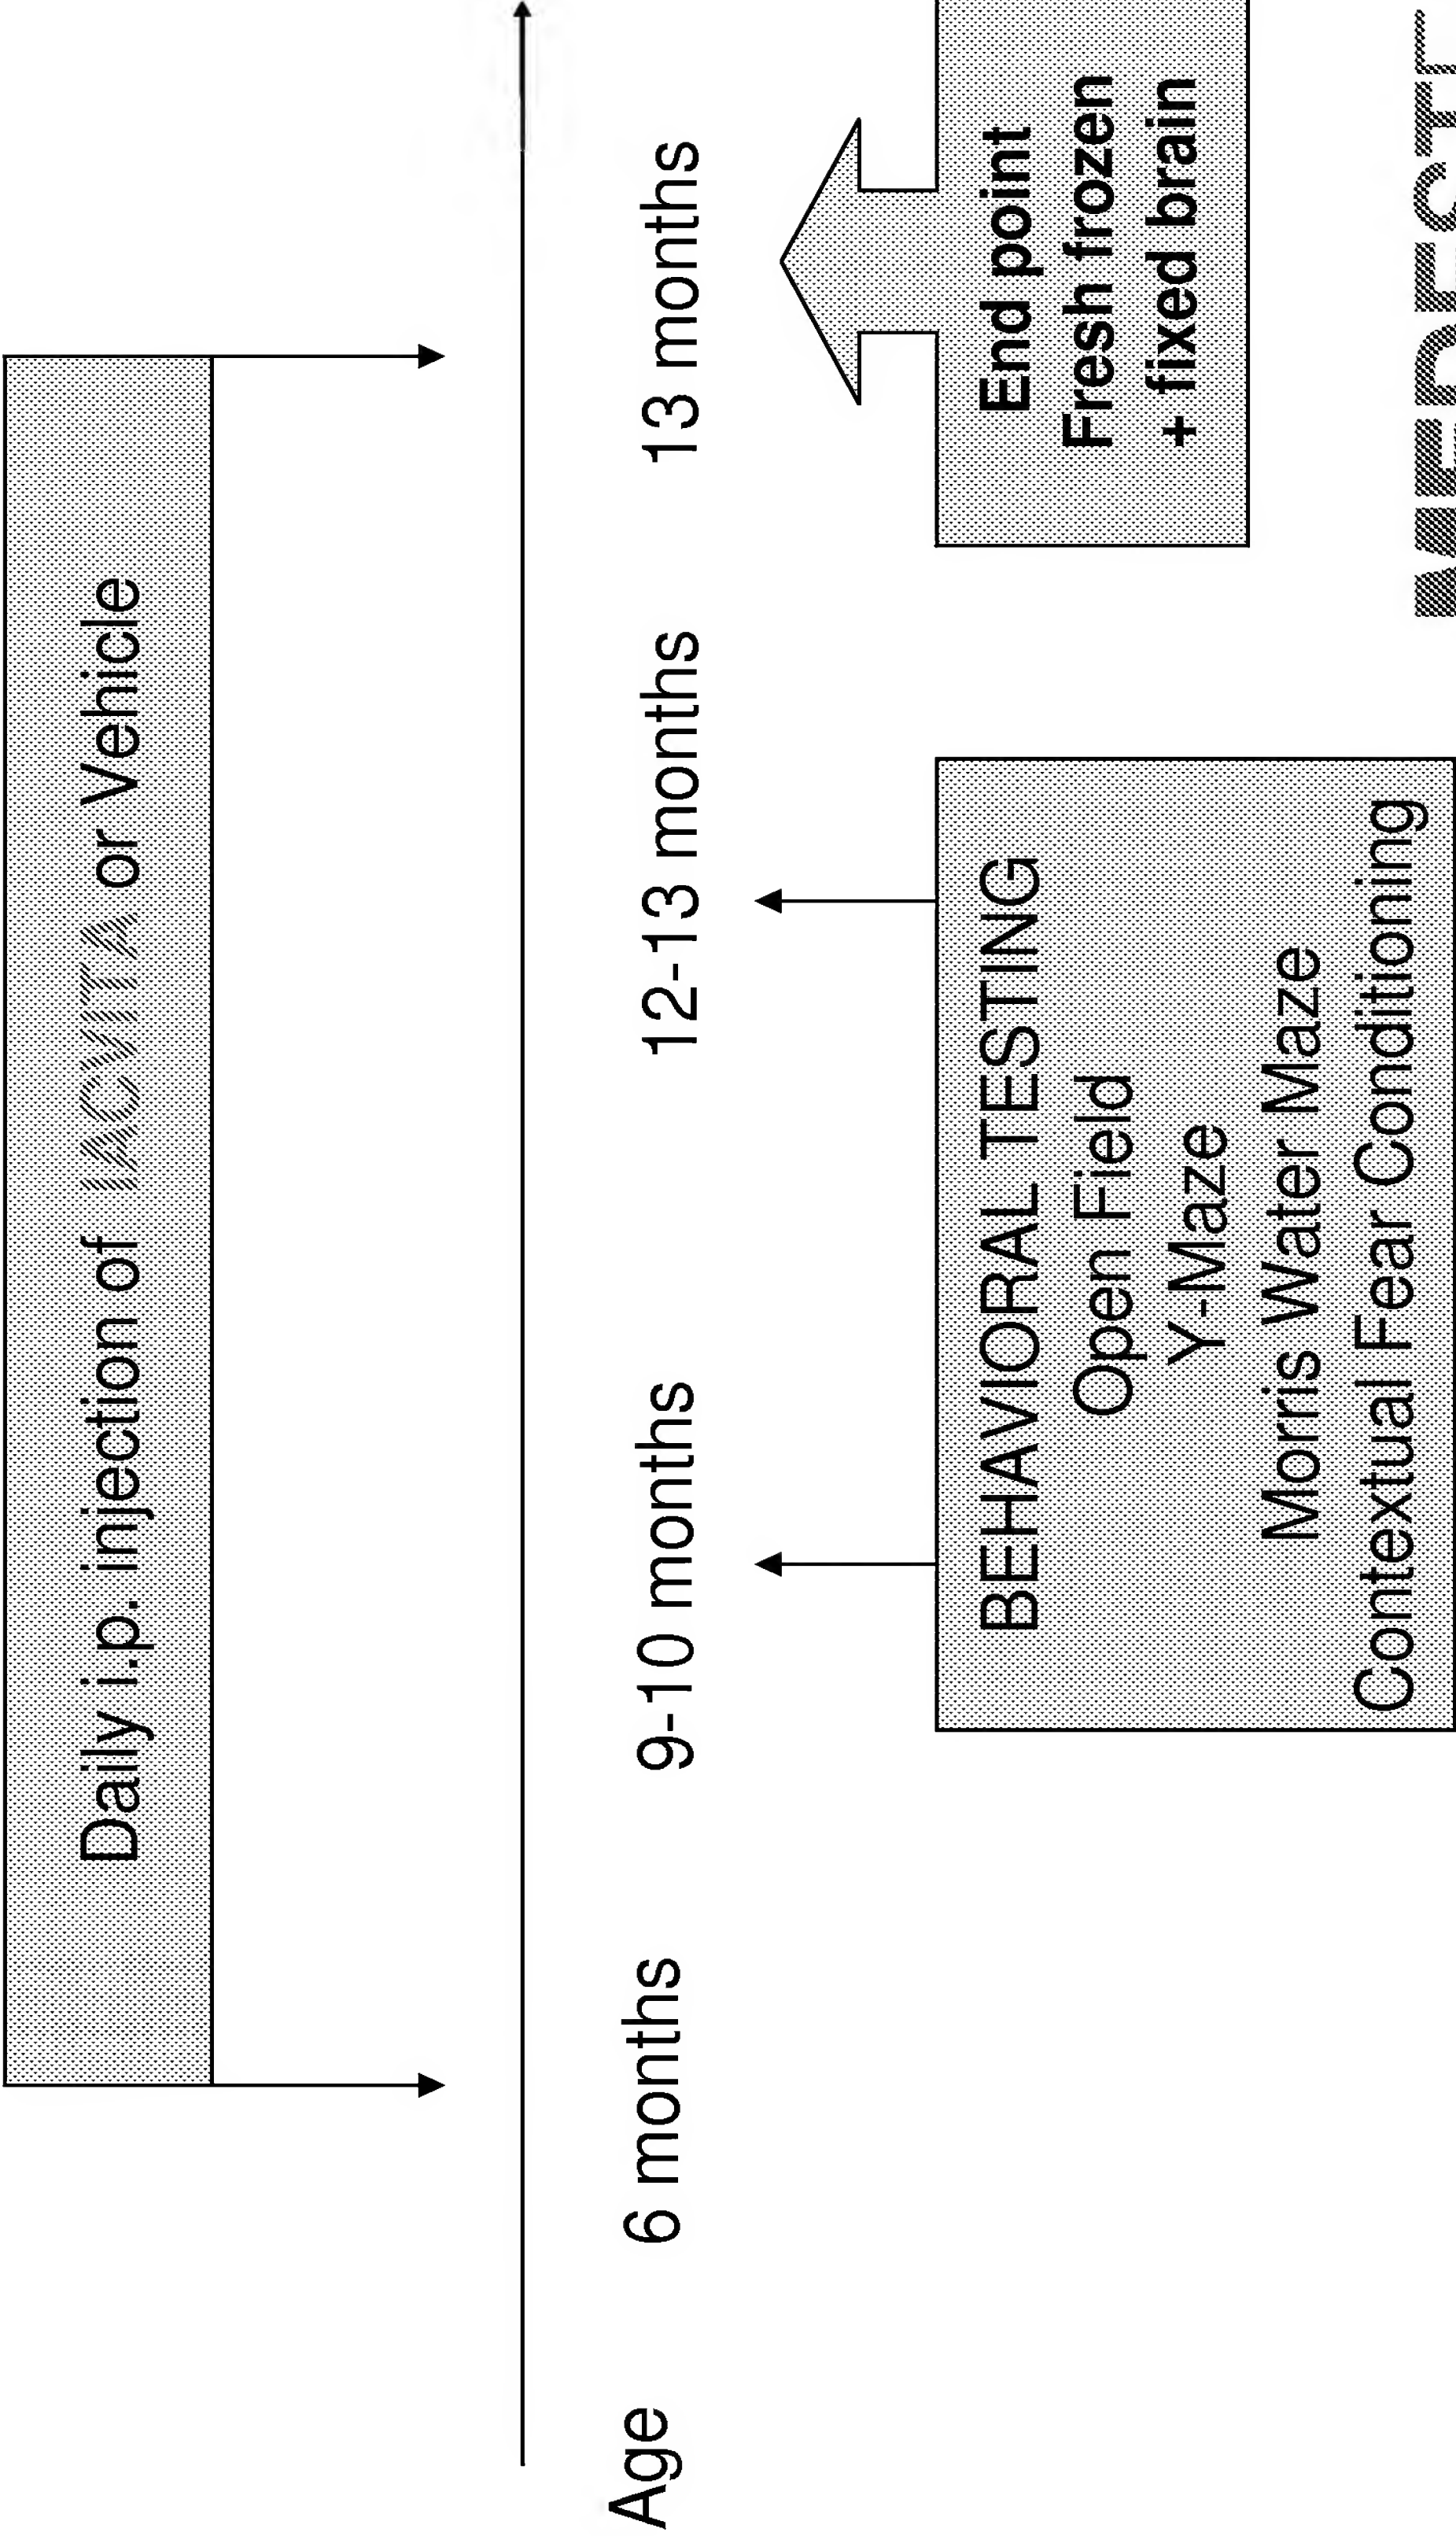 Daily i.p. injection of IACVITA or Vehicle
Age 6 months 9-10 months 12-13 months 13 months
BEHAVIORAL TESTING
Open Field
Y-Maze
Morris Water Maze
Contextual Fear Conditioning
End point
Fresh frozen
+ fixed brain